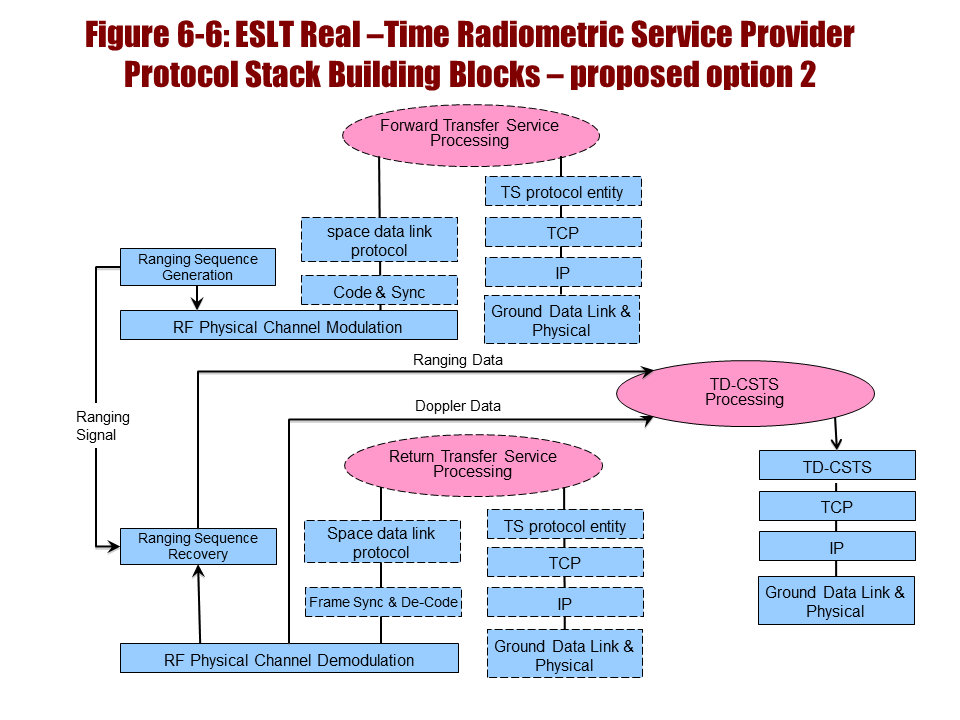 Figure 6-6: ESLT Real –Time Radiometric Service Provider
Protocol Stack Building Blocks – proposed option 2
Forward Transfer Service
Processing
TS protocol entity
space data link
protocol
TCP
Ranging Sequence
Generation
IP
Code & Sync
Ground Data Link &
Physical
RF Physical Channel Modulation
Ranging Data
TD-CSTS
Processing
Doppler Data
Ranging
Signal
Return Transfer Service
Processing
TD-CSTS
TCP
IP
Ground Data Link &
Physical
Ranging Sequence
Recovery
Space data link
protocol
TS protocol entity
TCP
Frame Sync & De-Code
IP
Ground Data Link &
Physical
RF Physical Channel Demodulation